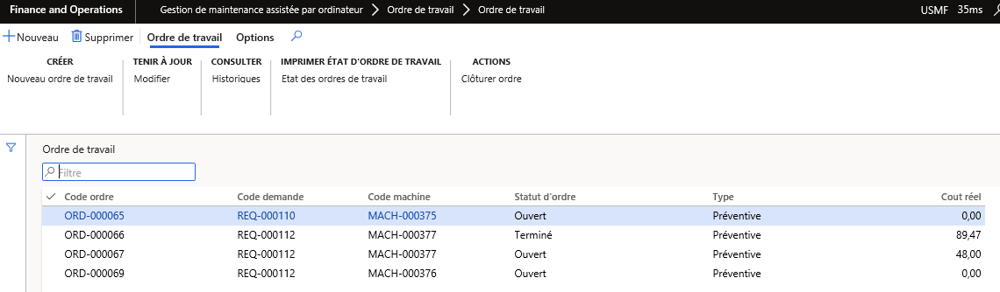 Finance and Operations Gestion de maintenance assistée par ordinateur Ordre de travail Ordre de travail USMF 35ms
Nouveau Supprimer Ordre de travail Options
CRÉER TENIR À JOUR CONSULTER IMPRIMER ÉTAT D'ORDRE DE TRAVAIL ACTIONS
Nouveau ordre de travail Modifier Historiques Etat des ordres de travail Clôturer ordre
Ordre de travail
Filtre
Code ordre Code demande Code machine Statut d'ordre Type Cout réel
ORD-000065 REQ-000110 MACH-000375 Ouvert Préventive 0,00
ORD-000066 REQ-000112 MACH-000377 Terminé Préventive 89,47
ORD-000067 REQ-000112 MACH-000377 Ouvert Préventive 48,00
ORD-000069 REQ-000112 MACH-000376 Ouvert Préventive 0,00